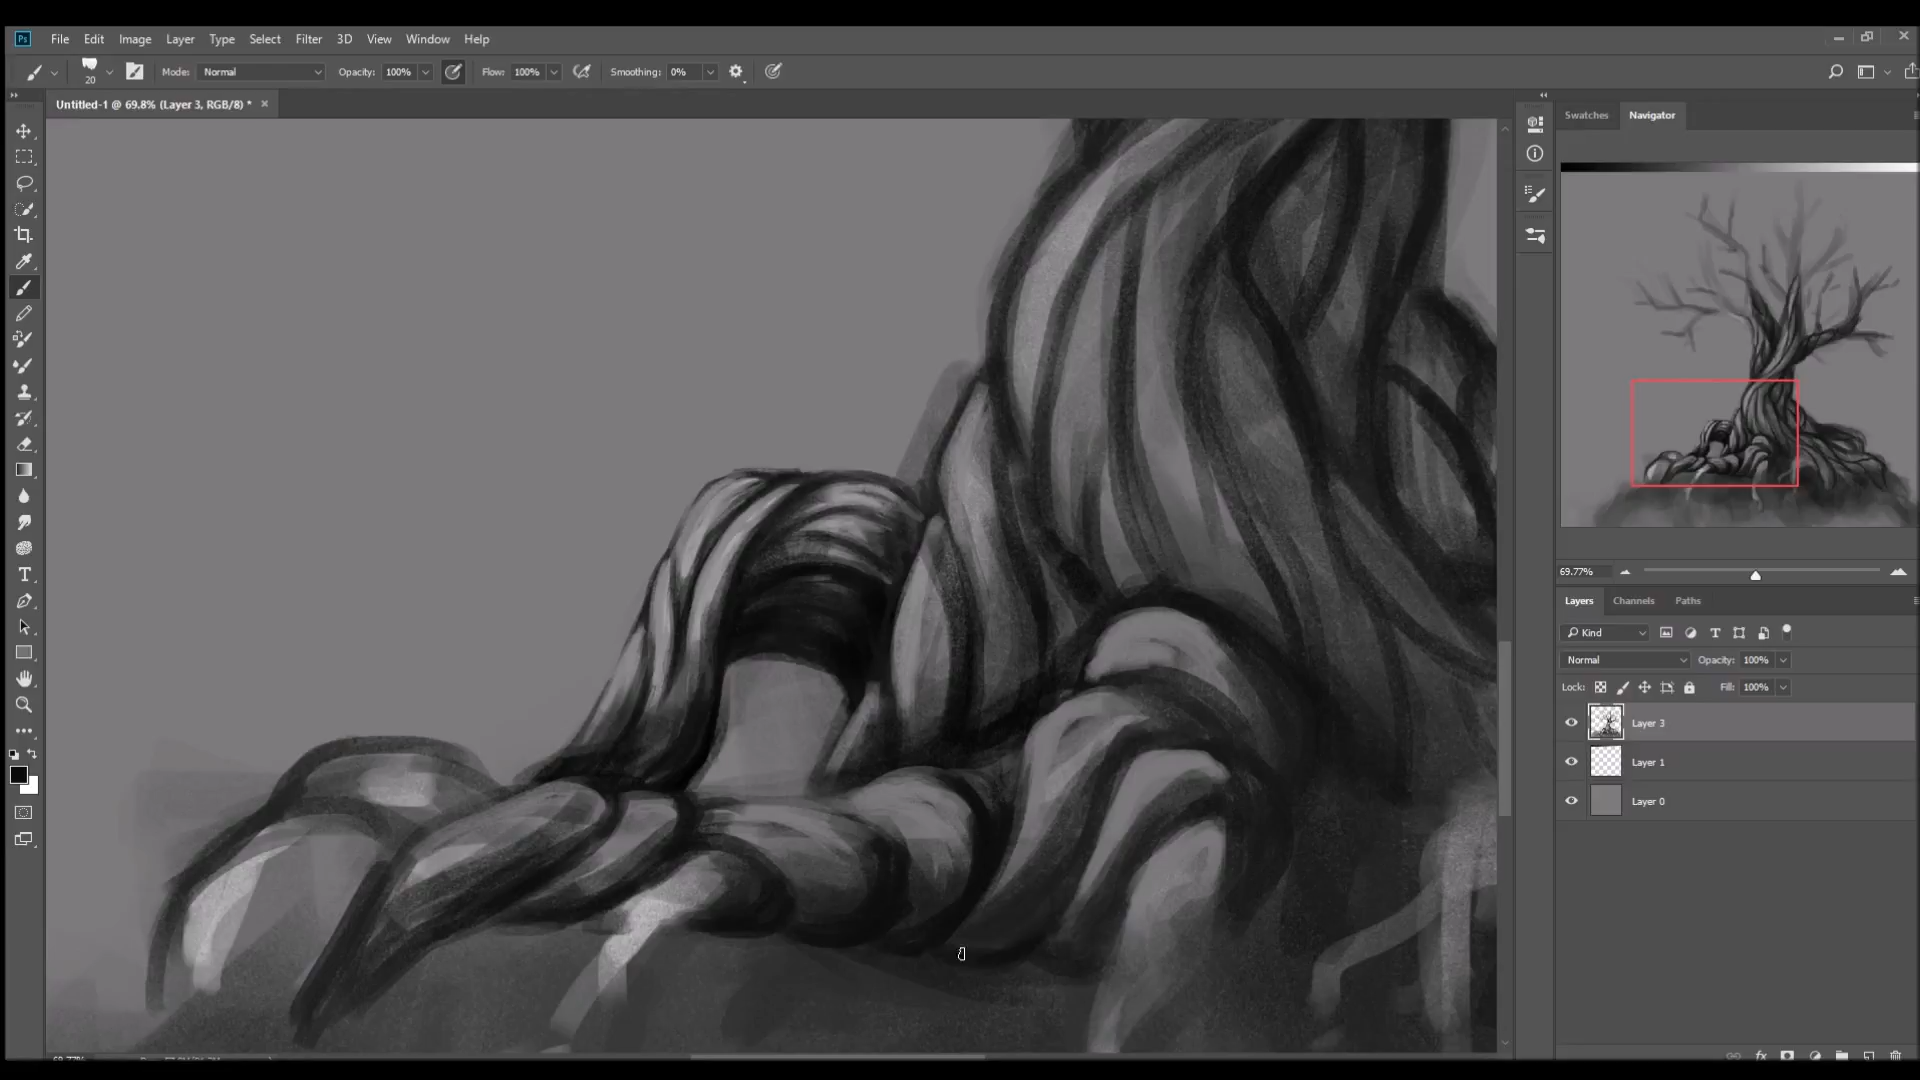 Ps File Edit Image Layer Type Select Filter 3D View Window Help
20 Mode: Normal Opacity: 100% Flow: 100% Smoothing: 0%
Untitled-1 @ 69.8% (Layer 3, RGB/8) * ×
Swatches Navigator
69.77%
Layers Channels Paths
Kind
Normal Opacity: 100%
Lock: Fill: 100%
Layer 3
Layer 1
Layer 0
fx